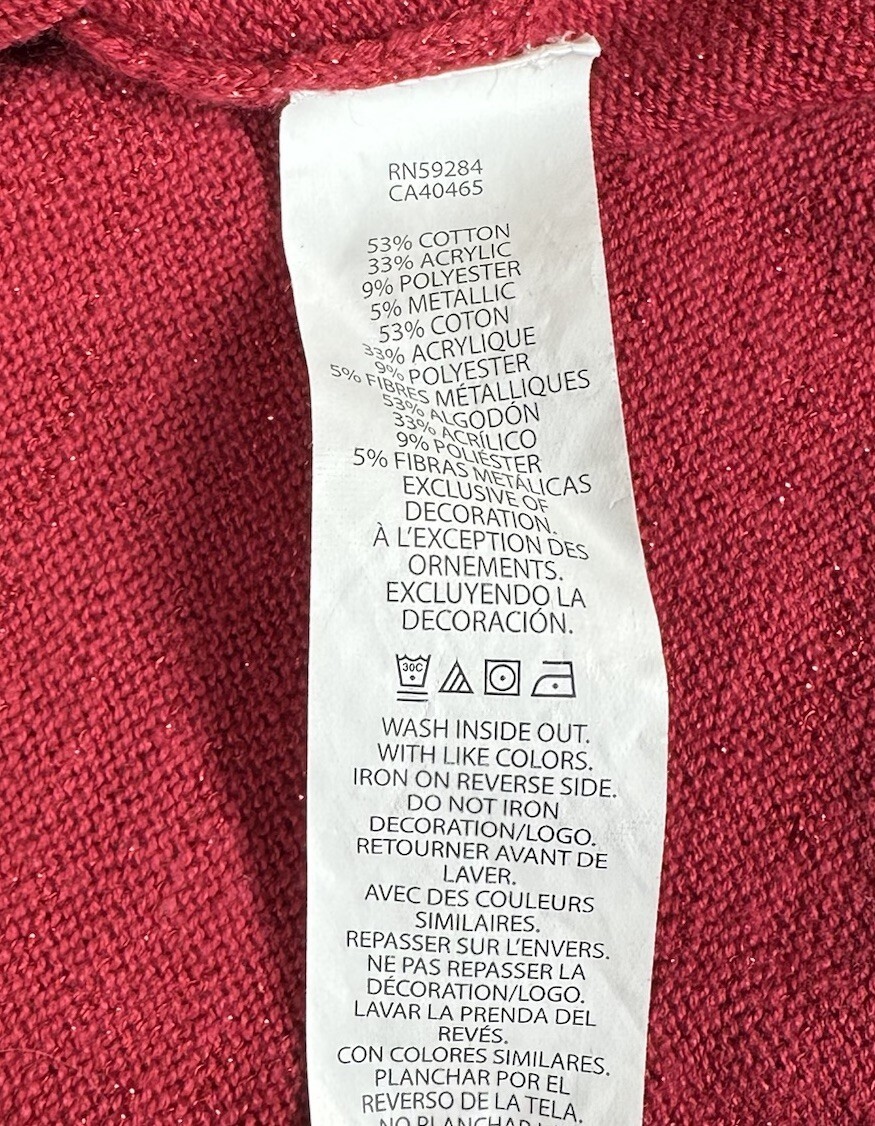 RN59284
CA40465
53% COTTON
33% ACRYLIC
9% POLYESTER
5% METALLIC
53% COTON
33% ACRYLIQUE
9% POLYESTER
5% FIBRES MÉTALLIQUES
53% ALGODÓN
33% ACRÍLICO
9% POLIÉSTER
5% FIBRAS METÁLICAS
EXCLUSIVE OF
DECORATION.
À L'EXCEPTION DES
ORNEMENTS.
EXCLUYENDO LA
DECORACIÓN.
30C
WASH INSIDE OUT.
WITH LIKE COLORS.
IRON ON REVERSE SIDE.
DO NOT IRON
DECORATION/LOGO.
RETOURNER AVANT DE
LAVER.
AVEC DES COULEURS
SIMILAIRES.
REPASSER SUR L'ENVERS.
NE PAS REPASSER LA
DÉCORATION/LOGO.
LAVAR LA PRENDA DEL
REVÉS.
CON COLORES SIMILARES.
PLANCHAR POR EL
REVERSO DE LA TELA.
NO PLANCHAR